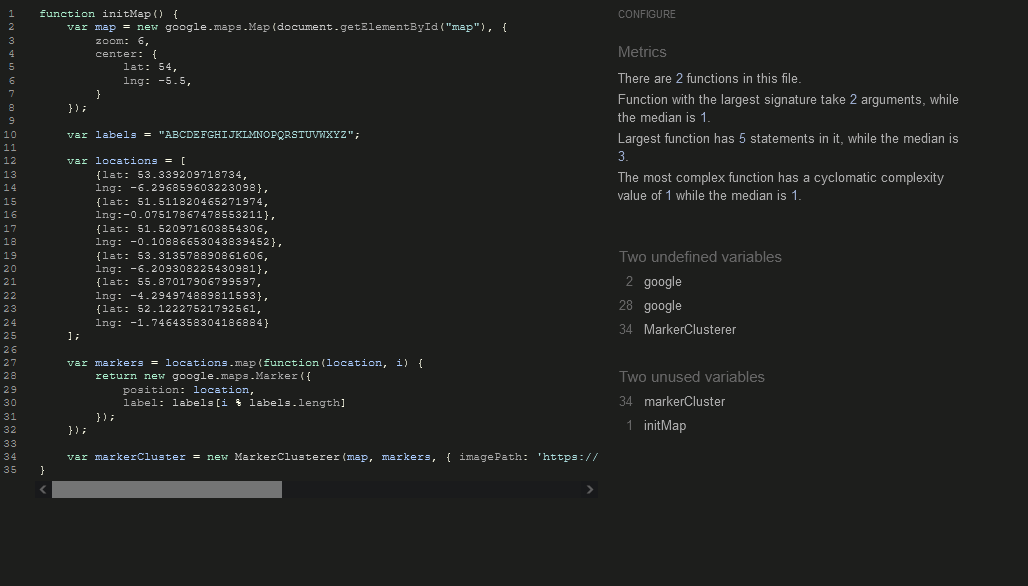 1 function initMap() {
2 var map = new google.maps.Map(document.getElementById("map"), {
3 zoom: 6,
4 center: {
5 lat: 54,
6 lng: -5.5,
7 }
8 });
9
10 var labels = "ABCDEFGHIJKLMNOPQRSTUVWXYZ";
11
12 var locations = [
13 {lat: 53.339209718734,
14 lng: -6.296859603223098},
15 {lat: 51.511820465271974,
16 lng:-0.07517867478553211},
17 {lat: 51.520971603854306,
18 lng: -0.10886653043839452},
19 {lat: 53.313578890861606,
20 lng: -6.209308225430981},
21 {lat: 55.87017906799597,
22 lng: -4.294974889811593},
23 {lat: 52.12227521792561,
24 lng: -1.7464358304186884}
25 ];
26
27 var markers = locations.map(function(location, i) {
28 return new google.maps.Marker({
29 position: location,
30 label: labels[i % labels.length]
31 });
32 });
33
34 var markerCluster = new MarkerClusterer(map, markers, { imagePath: 'https://
35 }
CONFIGURE
Metrics
There are 2 functions in this file.
Function with the largest signature take 2 arguments, while
the median is 1.
Largest function has 5 statements in it, while the median is
3.
The most complex function has a cyclomatic complexity
value of 1 while the median is 1.
Two undefined variables
2 google
28 google
34 MarkerClusterer
Two unused variables
34 markerCluster
1 initMap